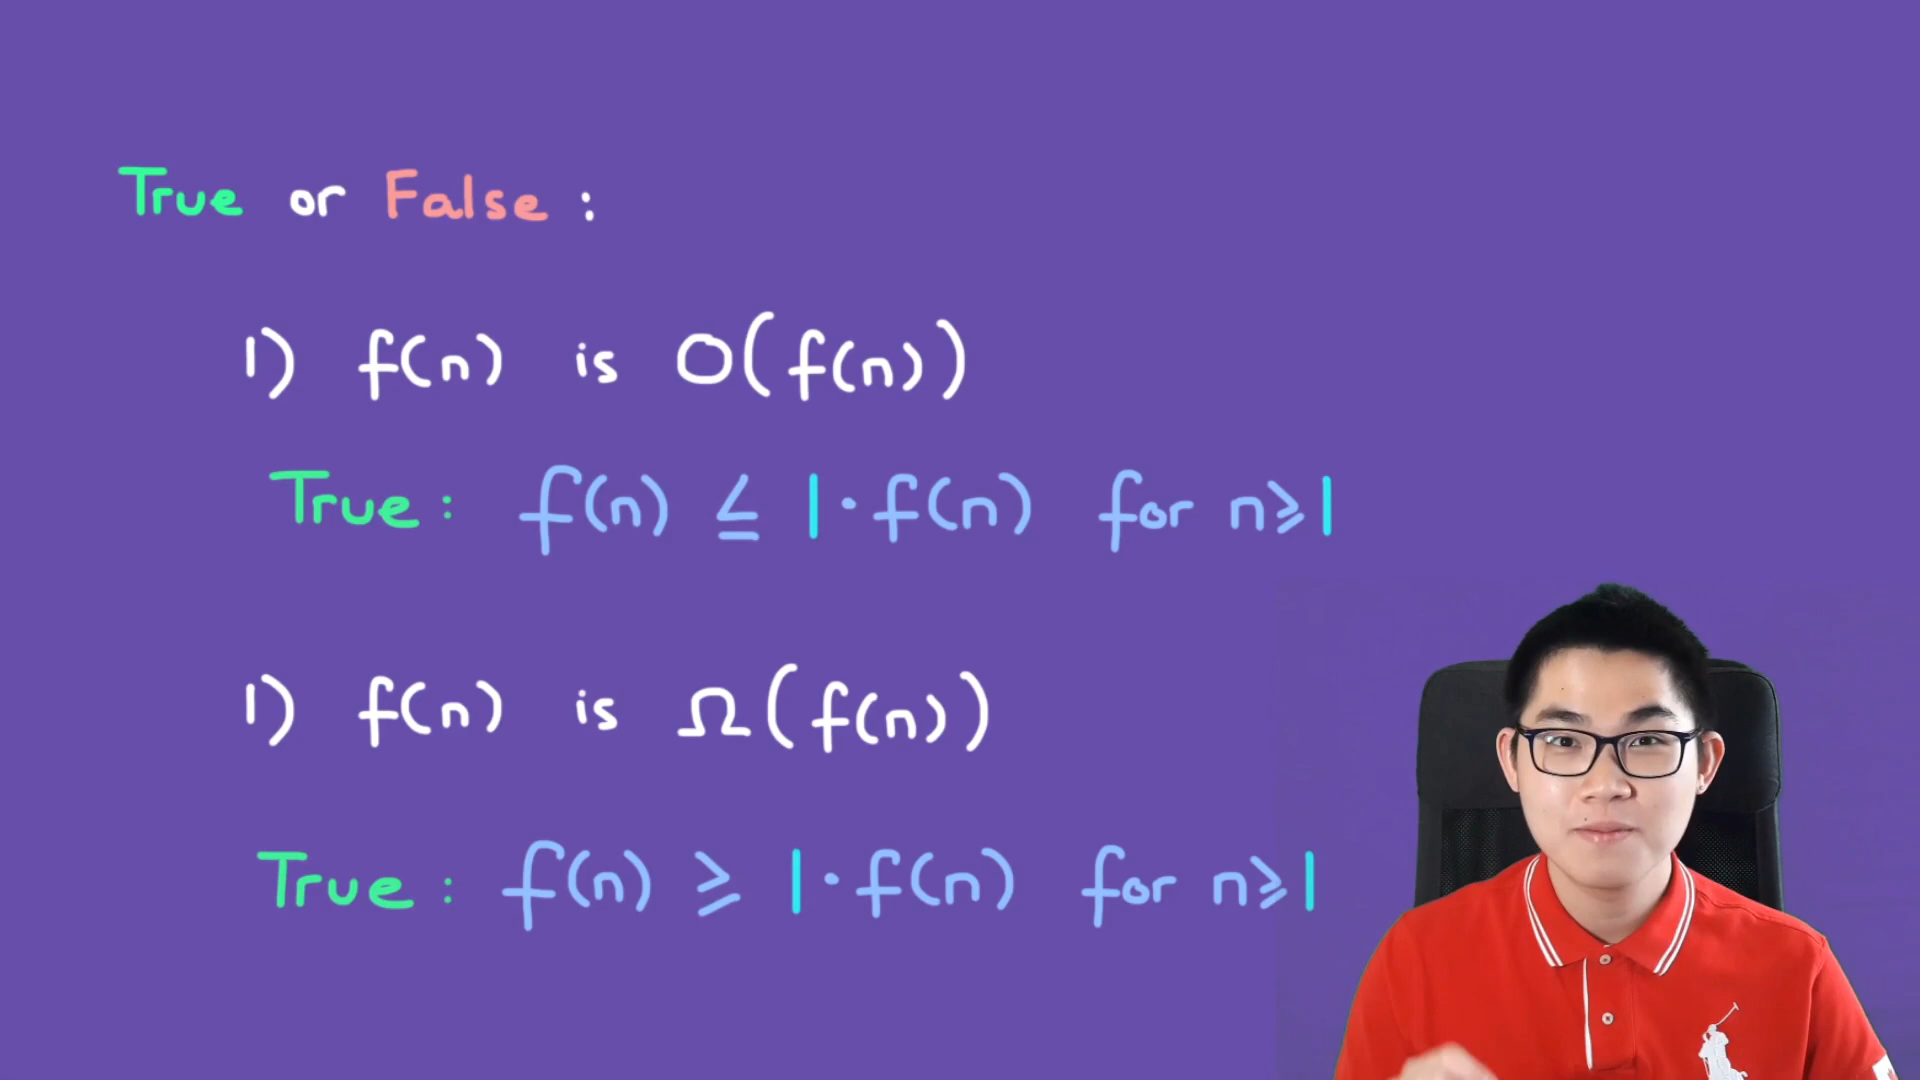 True or False :
1) f(n) is O(f(n))
True : f(n) ≤ 1·f(n) for n⩾1
1) f(n) is Ω(f(n))
True : f(n) ⩾ 1·f(n) for n⩾1